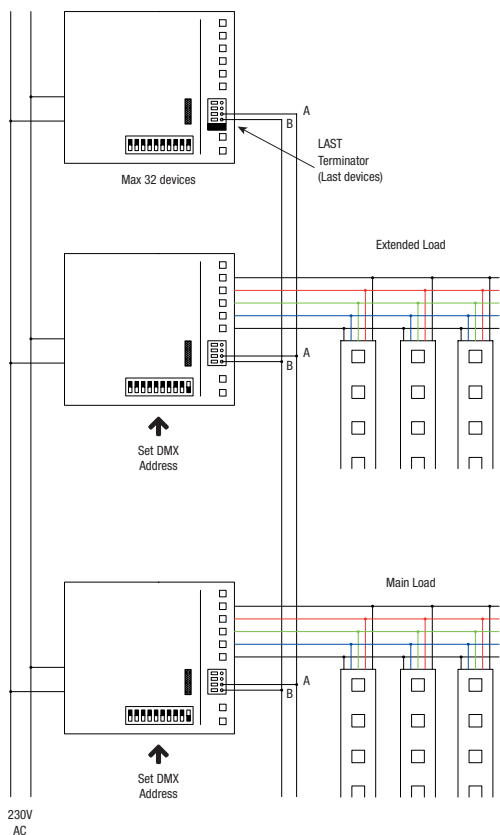 A
B
LAST
Terminator
(Last devices)
Max 32 devices
Extended Load
A
B
Set DMX
Address
Main Load
A
B
Set DMX
Address
230V
AC